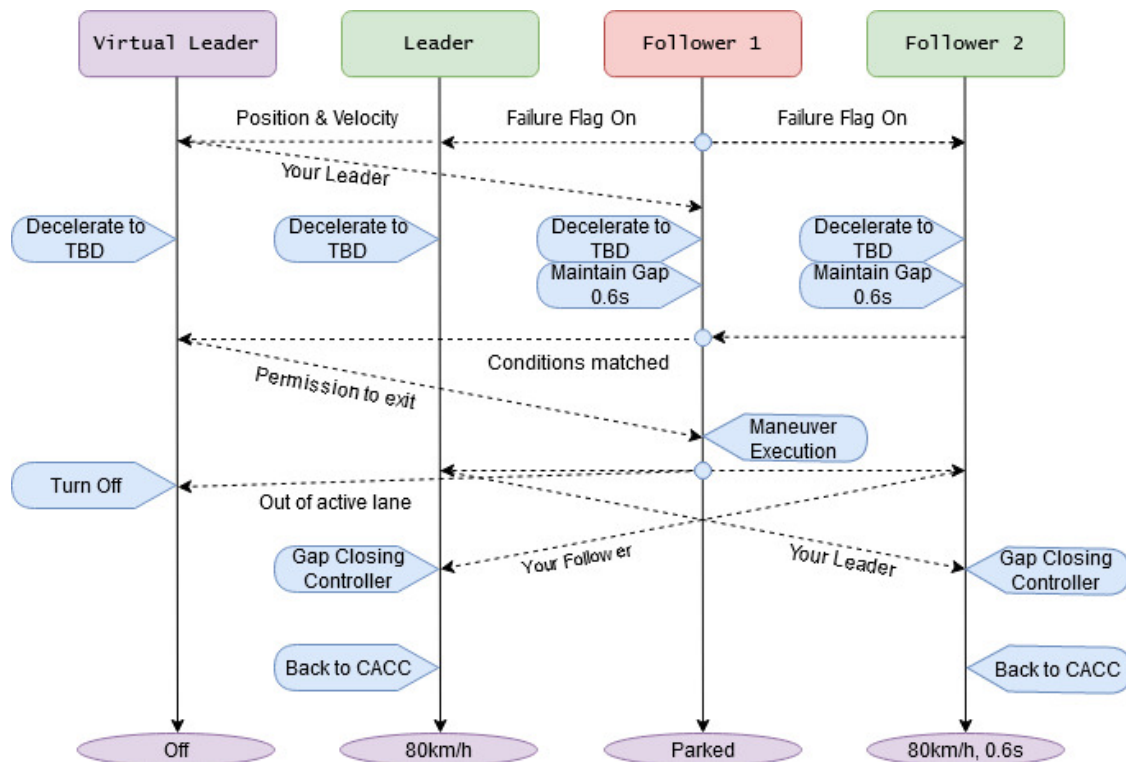 Virtual Leader
Leader
Follower 1
Follower 2
Position & Velocity
Failure Flag On
Failure Flag On
Your Leader
Decelerate to
TBD
Decelerate to
TBD
Decelerate to
TBD
Decelerate to
TBD
Maintain Gap
0.6s
Maintain Gap
0.6s
Conditions matched
Permission to exit
Maneuver
Execution
Turn Off
Out of active lane
Your Follower
Your Leader
Gap Closing
Controller
Gap Closing
Controller
Back to CACC
Back to CACC
Off
80km/h
Parked
80km/h, 0.6s